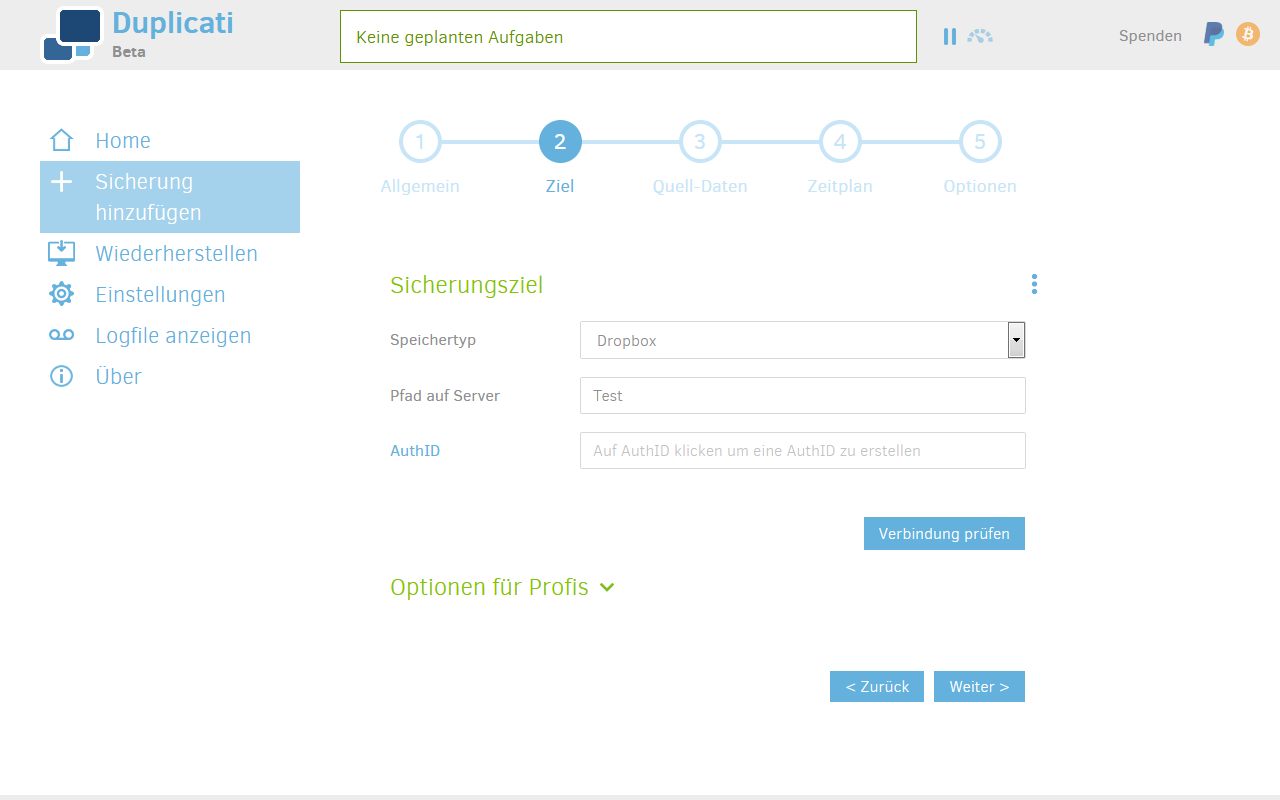 Duplicati
Beta
Keine geplanten Aufgaben
Spenden
Home
Sicherung
hinzufügen
Wiederherstellen
Einstellungen
Logfile anzeigen
Über
1 2 3 4 5
Allgemein Ziel Quell-Daten Zeitplan Optionen
Sicherungsziel
Speichertyp Dropbox
Pfad auf Server Test
AuthID Auf AuthID klicken um eine AuthID zu erstellen
Verbindung prüfen
Optionen für Profis
< Zurück Weiter >